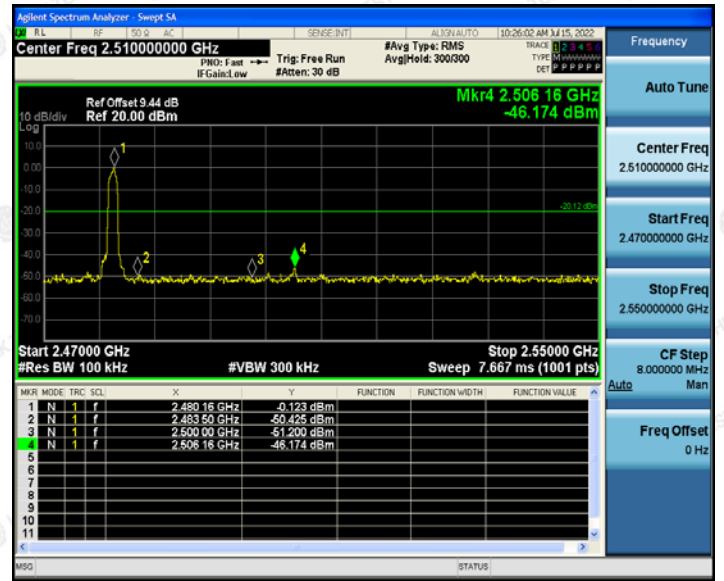 Agilent Spectrum Analyzer - Swept SA
RL RF 50 Ω AC SENSE:INT ALIGNAUTO 10:26:02 AM Jul 15, 2022
Center Freq 2.510000000 GHz #Avg Type: RMS TRACE 1 2 3 4 5 6
PNO: Fast Trig: Free Run Avg|Hold: 300/300 TYPE M WWWWW
IFGain:Low #Atten: 30 dB DET P P P P P P
Mkr4 2.506 16 GHz
-46.174 dBm
Ref Offset 9.44 dB
10 dB/div Ref 20.00 dBm
Log
10.0
0.00
-10.0
-20.0
-30.0
-40.0
-50.0
-60.0
-70.0
1
2
3
4
-20.12 dBm
Start 2.47000 GHz Stop 2.55000 GHz
#Res BW 100 kHz #VBW 300 kHz Sweep 7.667 ms (1001 pts)
MKR MODE TRC SCL X Y FUNCTION FUNCTION WIDTH FUNCTION VALUE
1 N 1 f 2.480 16 GHz -0.123 dBm
2 N 1 f 2.483 50 GHz -50.425 dBm
3 N 1 f 2.500 00 GHz -51.200 dBm
4 N 1 f 2.506 16 GHz -46.174 dBm
5
6
7
8
9
10
11
MSG STATUS
Frequency
Auto Tune
Center Freq
2.510000000 GHz
Start Freq
2.470000000 GHz
Stop Freq
2.550000000 GHz
CF Step
8.000000 MHz
Auto Man
Freq Offset
0 Hz